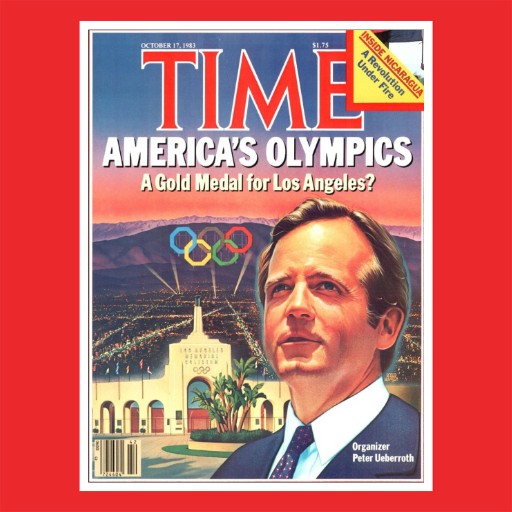 OCTOBER 17, 1983
$1.75
TIME
INSIDE NICARAGUA
A Revolution
Under Fire
AMERICA'S OLYMPICS
A Gold Medal for Los Angeles?
LOS ANGELES
MEMORIAL
COLISEUM
Organizer
Peter Ueberroth
42